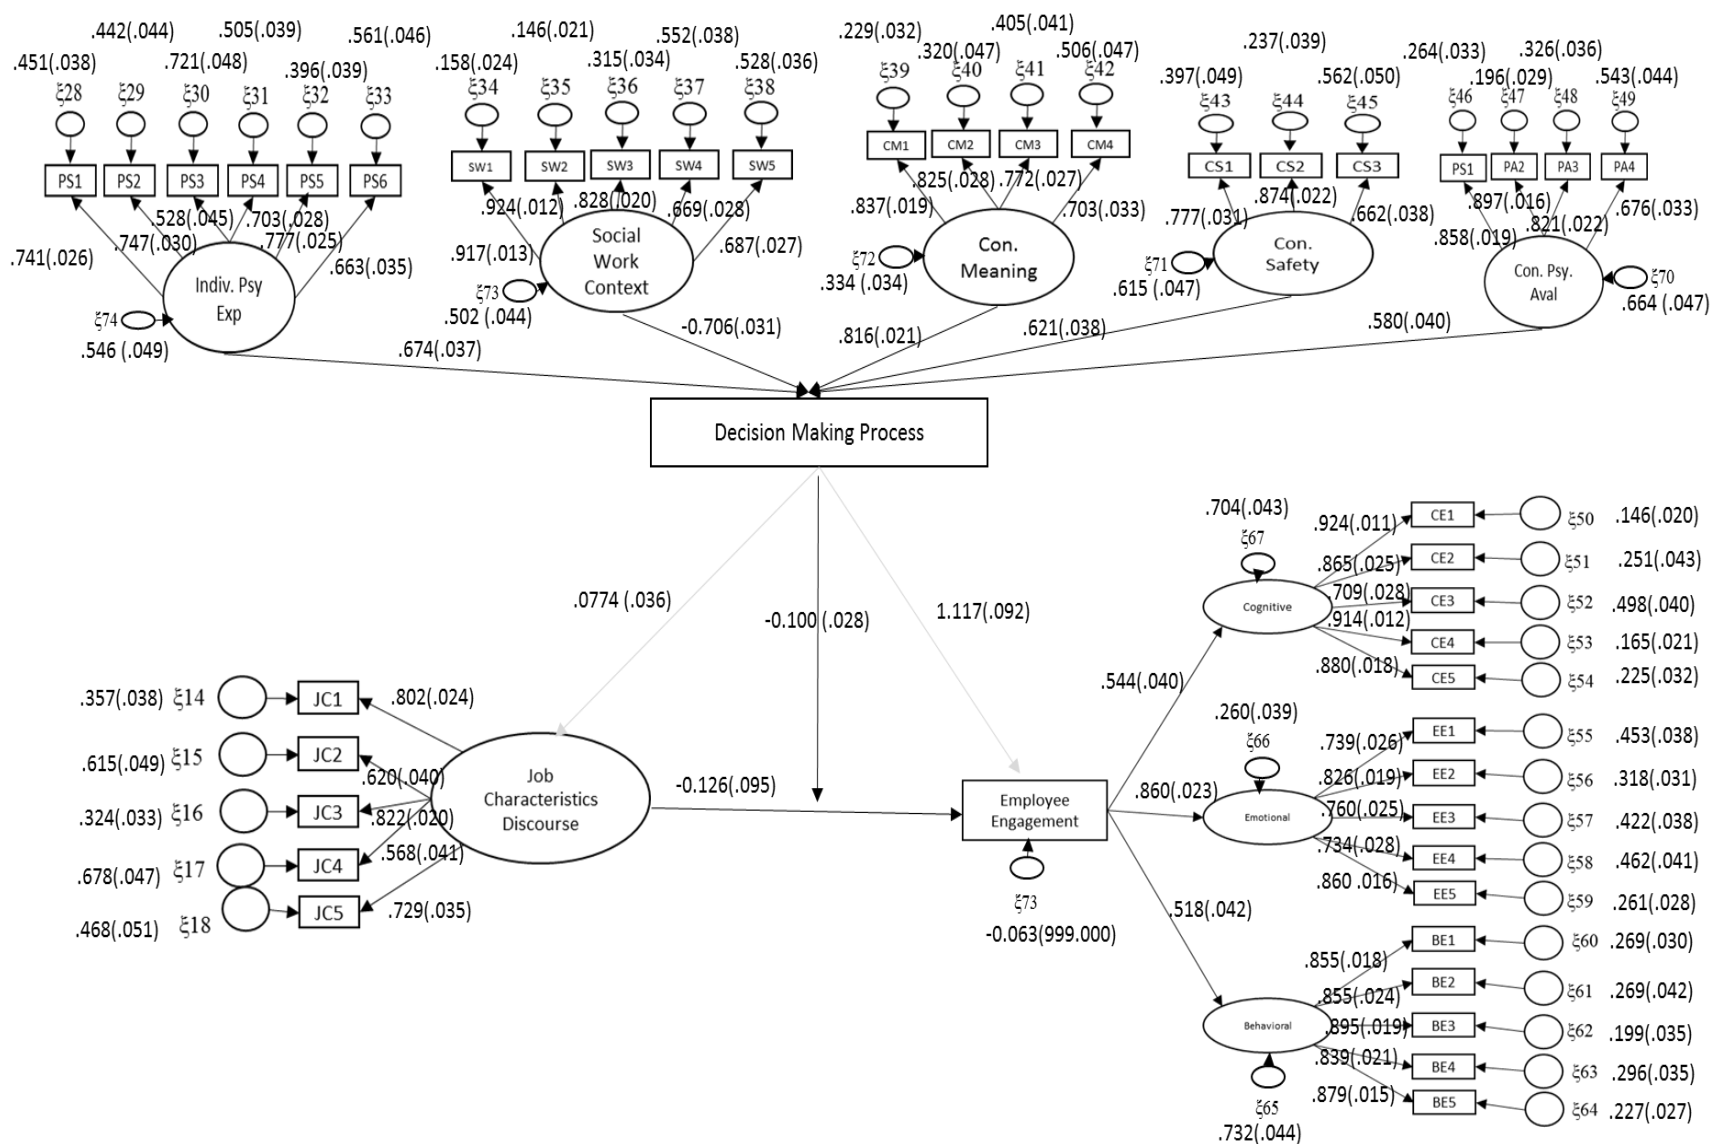 .442(.044) .505(.039) .561(.046) .146(.021) .552(.038) .229(.032) .405(.041) .237(.039) .264(.033) .326(.036)
.451(.038) .721(.048) .396(.039) .158(.024) .315(.034) .528(.036) .320(.047) .506(.047) .397(.049) .562(.050) .196(.029) .543(.044)
ξ28 ξ29 ξ30 ξ31 ξ32 ξ33 ξ34 ξ35 ξ36 ξ37 ξ38 ξ39 ξ40 ξ41 ξ42 ξ43 ξ44 ξ45 ξ46 ξ47 ξ48 ξ49
PS1 PS2 PS3 PS4 PS5 PS6 SW1 SW2 SW3 SW4 SW5 CM1 CM2 CM3 CM4 CS1 CS2 CS3 PS1 PA2 PA3 PA4
.741(.026) .747(.030) .528(.045) .703(.028) .777(.025) .663(.035)
.917(.013) .924(.012) .828(.020) .669(.028) .687(.027)
.837(.019) .825(.028) .772(.027) .703(.033)
.777(.031) .874(.022) .662(.038)
.858(.019) .897(.016) .821(.022) .676(.033)
Indiv. Psy
Exp
Social
Work
Context
Con.
Meaning
Con.
Safety
Con. Psy.
Aval
ξ74
.546 (.049)
ξ73
.502 (.044)
ξ72
.334 (.034)
ξ71
.615 (.047)
ξ70
.664 (.047)
.674(.037) -0.706(.031) .816(.021) .621(.038) .580(.040)
Decision Making Process
.0774 (.036) -0.100 (.028) 1.117(.092)
.357(.038) ξ14 JC1 .802(.024)
.615(.049) ξ15 JC2 .620(.040)
.324(.033) ξ16 JC3 .822(.020)
.678(.047) ξ17 JC4 .568(.041)
.468(.051) ξ18 JC5 .729(.035)
Job
Characteristics
Discourse
-0.126(.095)
Employee
Engagement
ξ73
-0.063(999.000)
.544(.040)
.860(.023)
.518(.042)
.704(.043)
ξ67
Cognitive
.924(.011) CE1 ξ50 .146(.020)
.865(.025) CE2 ξ51 .251(.043)
.709(.028) CE3 ξ52 .498(.040)
.914(.012) CE4 ξ53 .165(.021)
.880(.018) CE5 ξ54 .225(.032)
.260(.039)
ξ66
Emotional
.739(.026) EE1 ξ55 .453(.038)
.826(.019) EE2 ξ56 .318(.031)
.760(.025) EE3 ξ57 .422(.038)
.734(.028) EE4 ξ58 .462(.041)
.860 .016) EE5 ξ59 .261(.028)
Behavioral
.855(.018) BE1 ξ60 .269(.030)
.855(.024) BE2 ξ61 .269(.042)
.895(.019) BE3 ξ62 .199(.035)
.839(.021) BE4 ξ63 .296(.035)
.879(.015) BE5 ξ64 .227(.027)
ξ65
.732(.044)